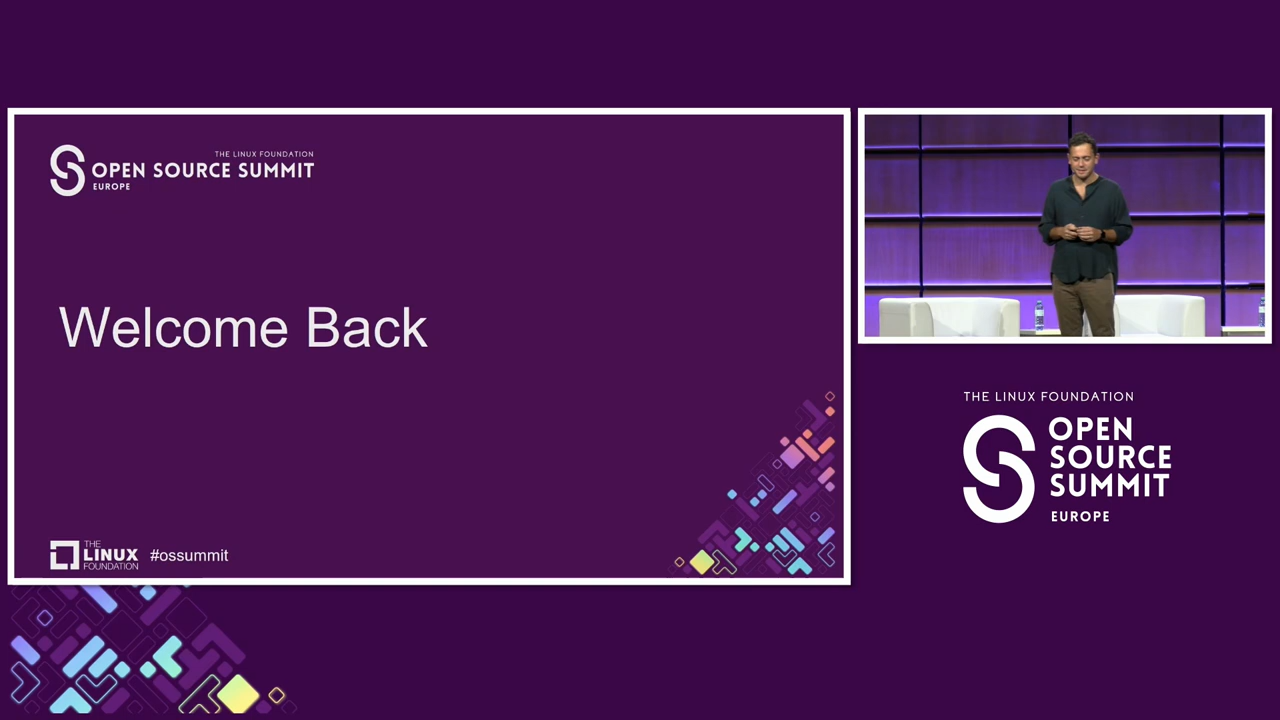 THE LINUX FOUNDATION
OPEN SOURCE SUMMIT
EUROPE
Welcome Back
THE
LINUX
FOUNDATION
#ossummit
THE LINUX FOUNDATION
OPEN
SOURCE
SUMMIT
EUROPE